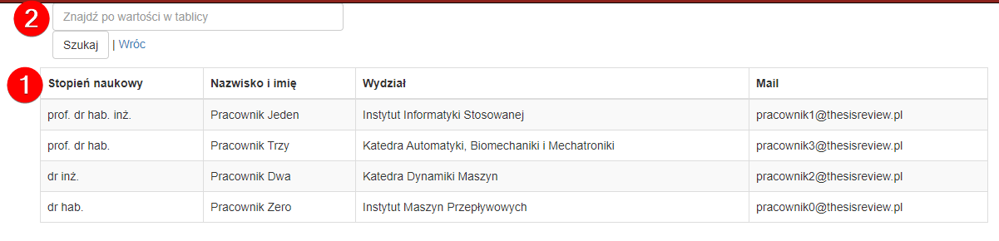 2 Znajdź po wartości w tablicy
Szukaj | Wróc
1 Stopień naukowy Nazwisko i imię Wydział Mail
prof. dr hab. inż. Pracownik Jeden Instytut Informatyki Stosowanej pracownik1@thesisreview.pl
prof. dr hab. Pracownik Trzy Katedra Automatyki, Biomechaniki i Mechatroniki pracownik3@thesisreview.pl
dr inż. Pracownik Dwa Katedra Dynamiki Maszyn pracownik2@thesisreview.pl
dr hab. Pracownik Zero Instytut Maszyn Przepływowych pracownik0@thesisreview.pl